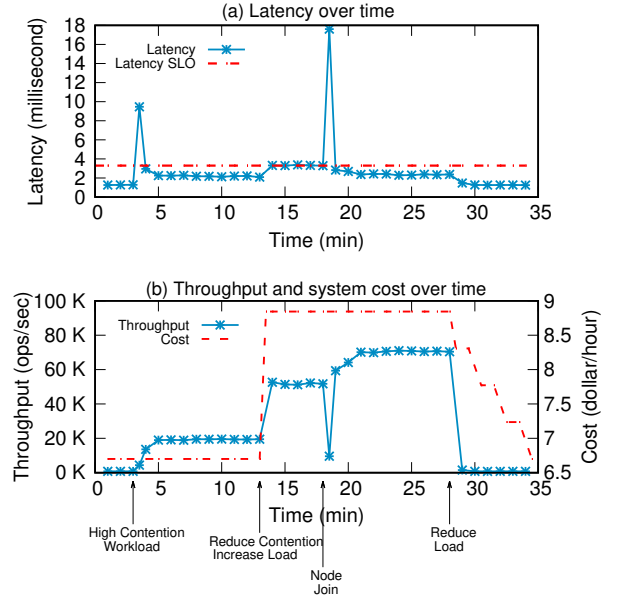 (a) Latency over time
Latency (millisecond)
18
16
14
12
10
8
6
4
2
0
Latency
Latency SLO
0 5 10 15 20 25 30 35
Time (min)
(b) Throughput and system cost over time
Throughput (ops/sec)
100 K
80 K
60 K
40 K
20 K
0 K
Throughput
Cost
9
8.5
8
7.5
7
6.5
Cost (dollar/hour)
0 5 10 15 20 25 30 35
Time (min)
High Contention
Workload
Reduce Contention
Increase Load
Node
Join
Reduce
Load